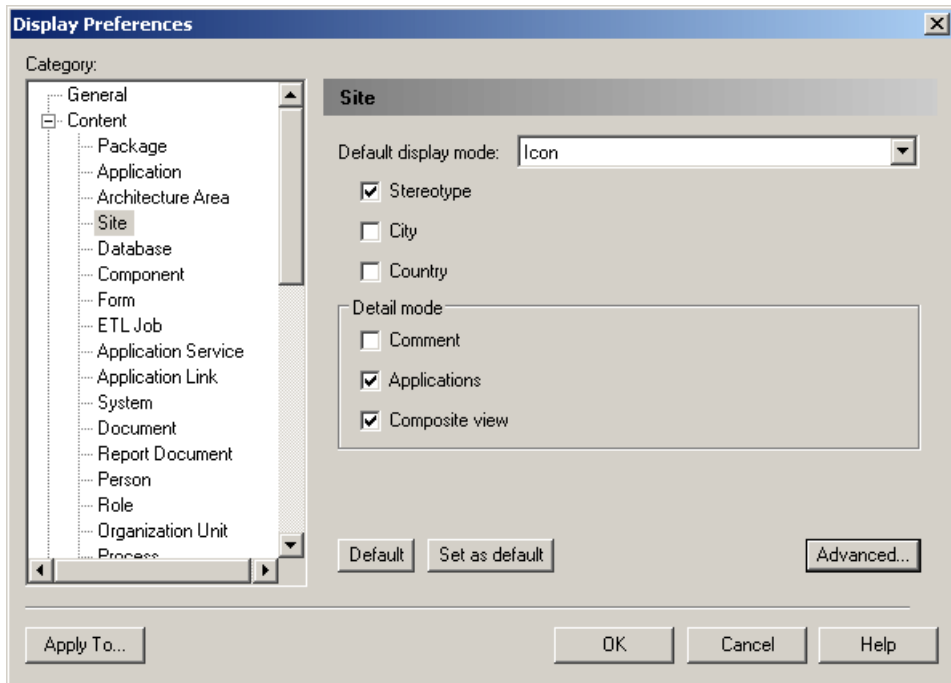 Display Preferences
Category:
General
Content
Package
Application
Architecture Area
Site
Database
Component
Form
ETL Job
Application Service
Application Link
System
Document
Report Document
Person
Role
Organization Unit
Process
Site
Default display mode: Icon
Stereotype
City
Country
Detail mode
Comment
Applications
Composite view
Default Set as default Advanced...
Apply To... OK Cancel Help